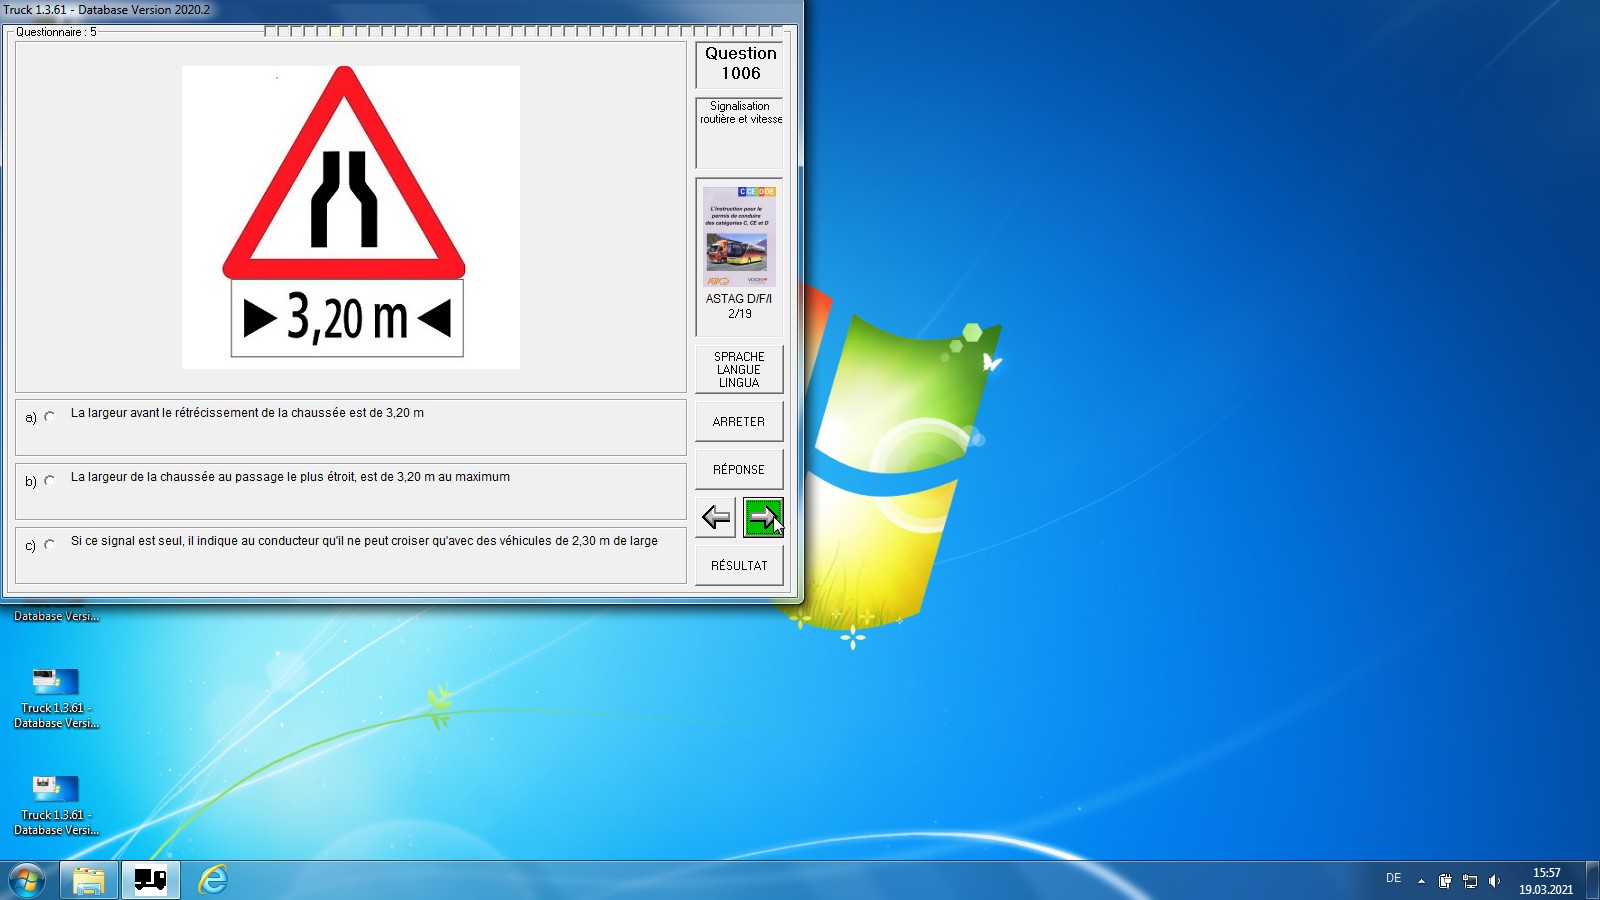 Truck 1.3.61 - Database Version 2020.2
Questionnaire : 5
3,20 m
Question
1006
Signalisation
routière et vitesse
C CE D DE
L'instruction pour le
permis de conduire
des catégories C, CE et D
ASTAG D/F/I
2/19
SPRACHE
LANGUE
LINGUA
ARRETER
RÉPONSE
RÉSULTAT
a) La largeur avant le rétrécissement de la chaussée est de 3,20 m
b) La largeur de la chaussée au passage le plus étroit, est de 3,20 m au maximum
c) Si ce signal est seul, il indique au conducteur qu'il ne peut croiser qu'avec des véhicules de 2,30 m de large
Database Versi...
Truck 1.3.61 -
Database Versi...
Truck 1.3.61 -
Database Versi...
DE
15:57
19.03.2021